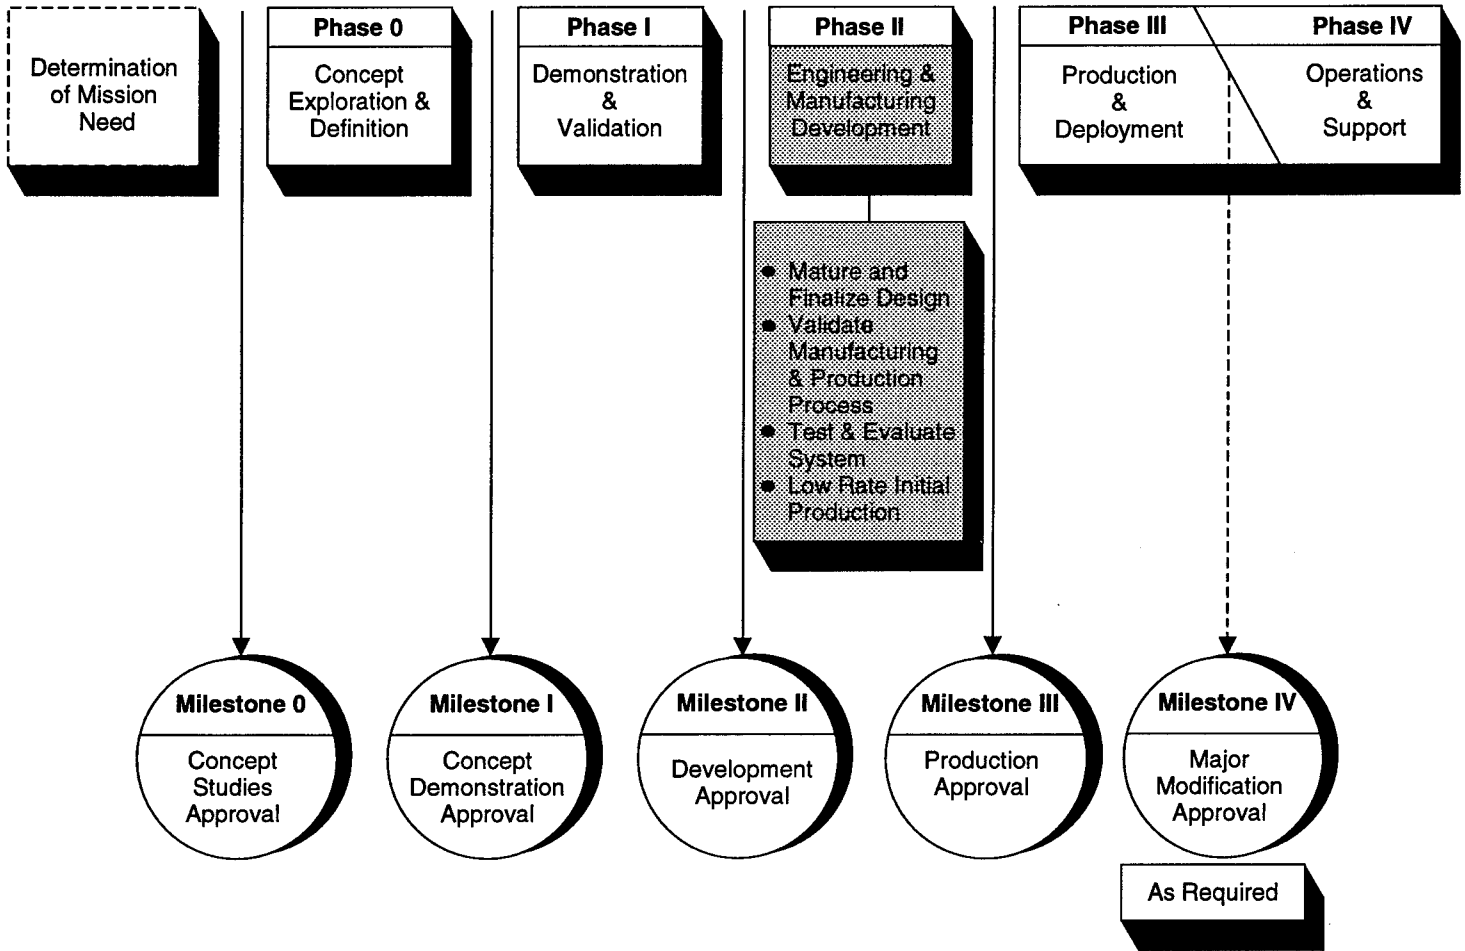 Determination
of Mission
Need
Phase 0
Concept
Exploration &
Definition
Phase I
Demonstration
&
Validation
Phase II
Engineering &
Manufacturing
Development
Phase III
Production
&
Deployment
Phase IV
Operations
&
Support
● Mature and
Finalize Design
● Validate
Manufacturing
& Production
Process
● Test & Evaluate
System
● Low Rate Initial
Production
Milestone 0
Concept
Studies
Approval
Milestone I
Concept
Demonstration
Approval
Milestone II
Development
Approval
Milestone III
Production
Approval
Milestone IV
Major
Modification
Approval
As Required